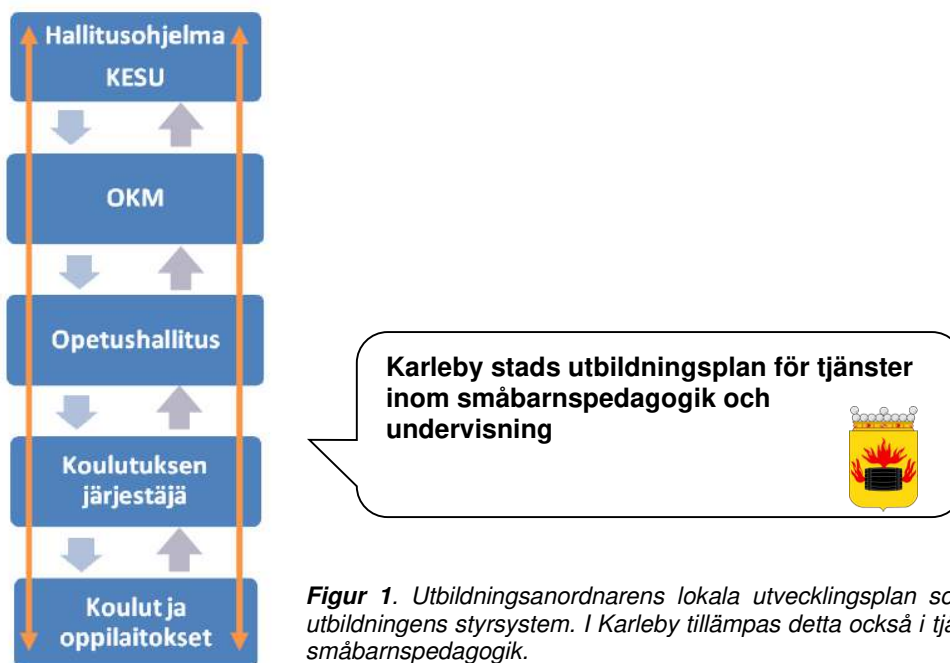 Hallitusohjelma
KESU
OKM
Opetushallitus
Koulutuksen
järjestäjä
Koulut ja
oppilaitokset
Karleby stads utbildningsplan för tjänster
inom småbarnspedagogik och
undervisning
Figur 1. Utbildningsanordnarens lokala utvecklingsplan
utbildningens styrsystem. I Karleby tillämpas detta också i
småbarnspedagogik.